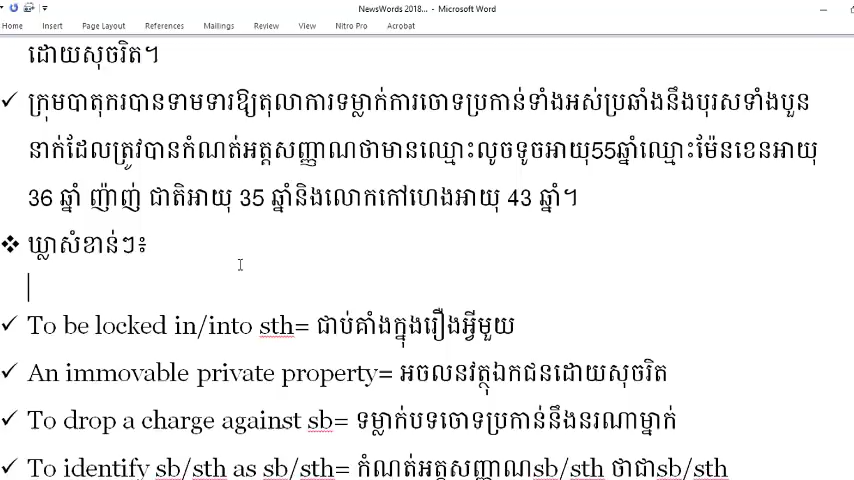 NewsWords 2018... - Microsoft Word
Home Insert Page Layout References Mailings Review View Nitro Pro Acrobat
ដោយសុចរិត។
✓ ក្រុមបាតុករបានទាមទារឱ្យតុលាការទម្លាក់ការចោទប្រកាន់ទាំងអស់ប្រឆាំងនឹងបុរសទាំងបួន
នាក់ដែលត្រូវបានកំណត់អត្តសញ្ញាណថាមានឈ្មោះលូចទូចអាយុ55ឆ្នាំឈ្មោះម៉ែនខេនអាយុ
36 ឆ្នាំ ញ៉ាញ់ ជាតិអាយុ 35 ឆ្នាំនិងលោកកៅហេងអាយុ 43 ឆ្នាំ។
❖ ឃ្លាសំខាន់ៗ៖
✓ To be locked in/into sth= ជាប់គាំងក្នុងរឿងអ្វីមួយ
✓ An immovable private property= អចលនវត្ថុឯកជនដោយសុចរិត
✓ To drop a charge against sb= ទម្លាក់បទចោទប្រកាន់នឹងនរណាម្នាក់
✓ To identify sb/sth as sb/sth= កំណត់អត្តសញ្ញាណsb/sth ថាជាsb/sth